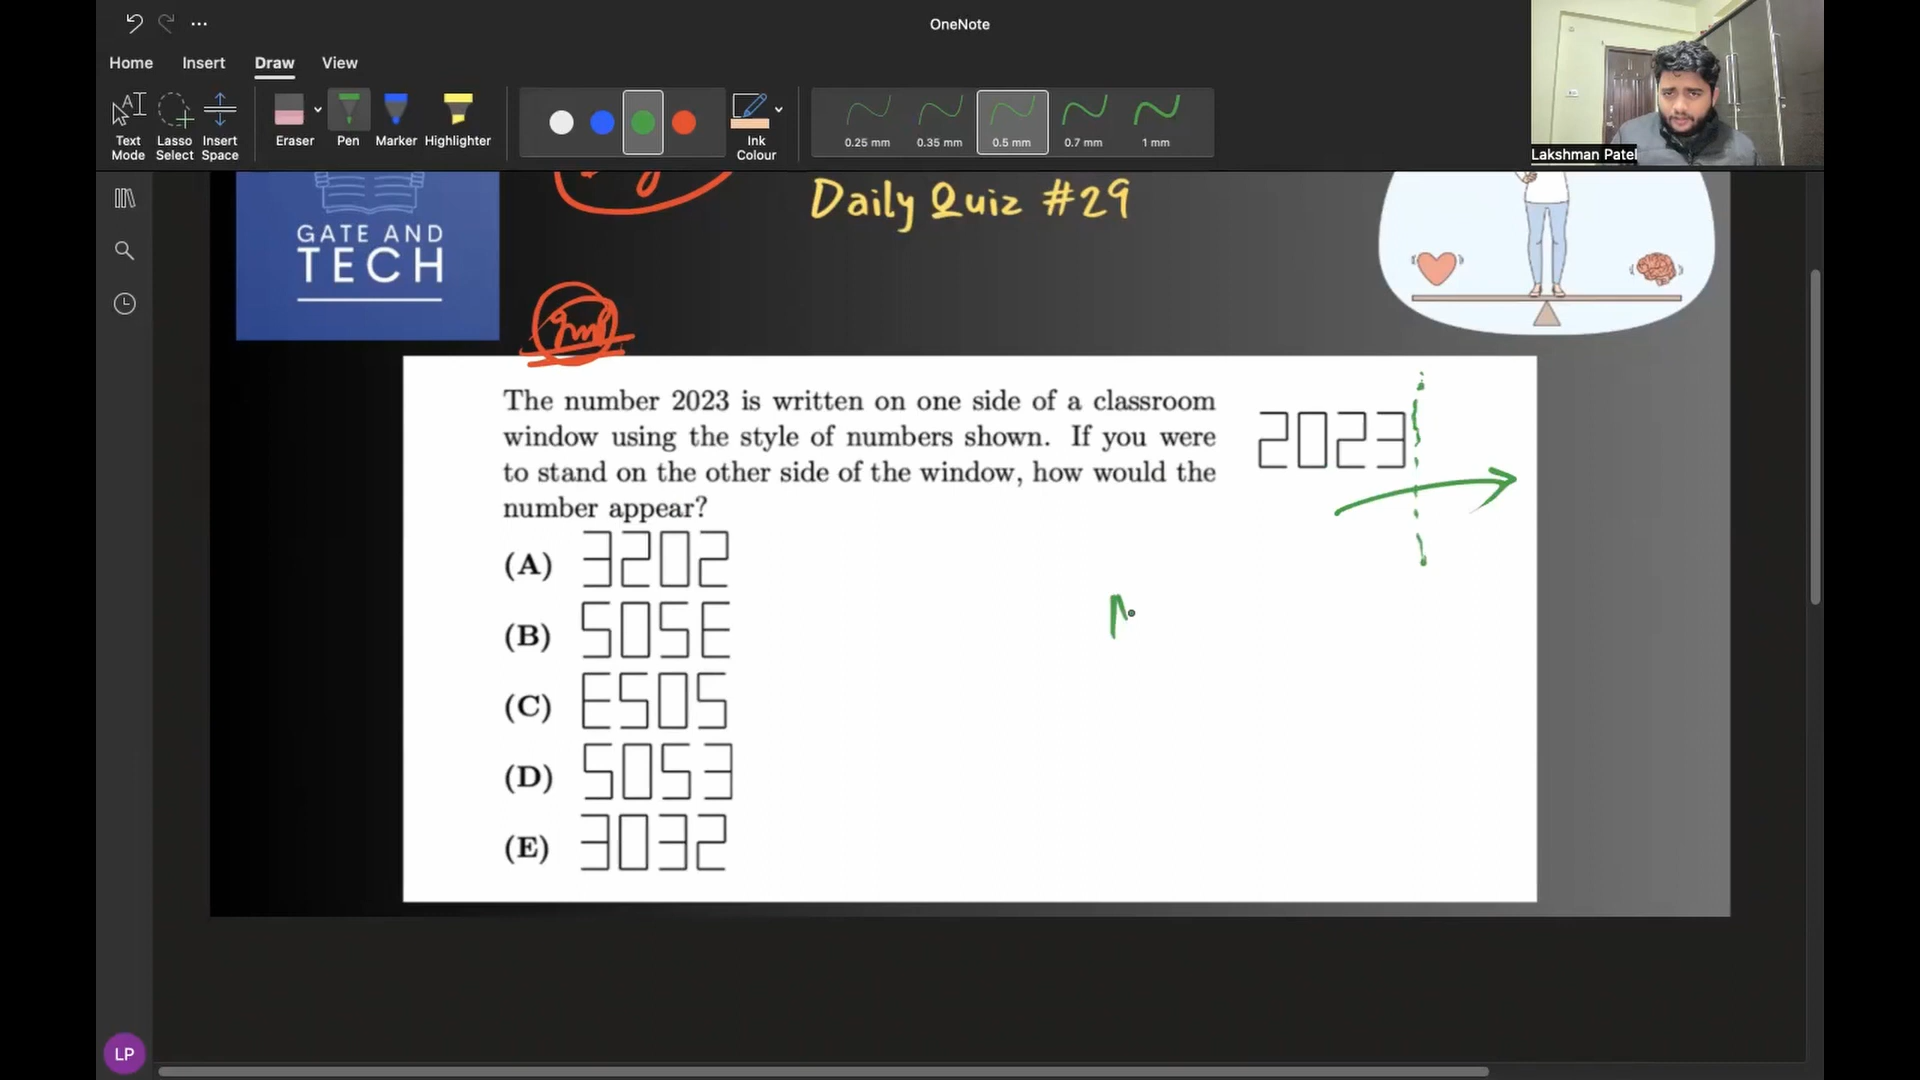 OneNote
Home Insert Draw View
Text Mode
Lasso Select
Insert Space
Eraser
Pen
Marker
Highlighter
Ink Colour
0.25 mm
0.35 mm
0.5 mm
0.7 mm
1 mm
Lakshman Patel
GATE AND
TECH
Daily Quiz #29
The number 2023 is written on one side of a classroom
window using the style of numbers shown. If you were
to stand on the other side of the window, how would the
number appear?
2023
(A) 3202
(B) SOSE
(C) ESOS
(D) 5053
(E) 3032
LP